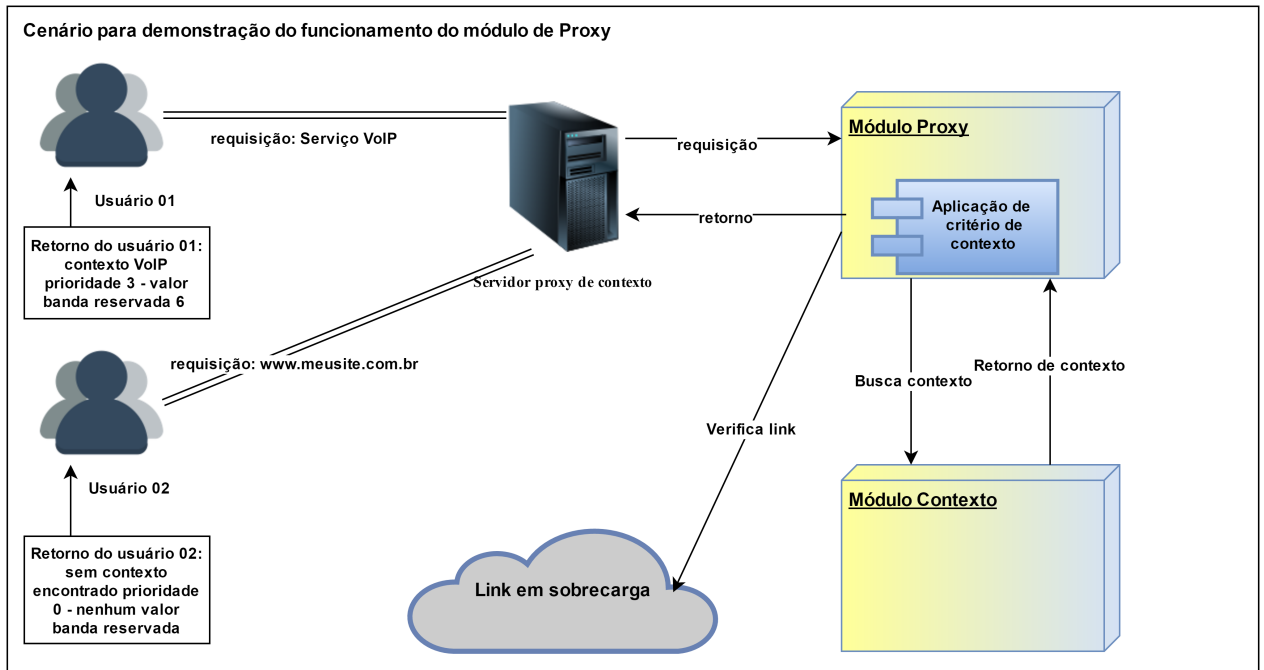 Cenário para demonstração do funcionamento do módulo de Proxy
requisição: Serviço VoIP
Usuário 01
Retorno do usuário 01:
contexto VoIP
prioridade 3 - valor
banda reservada 6
requisição: www.meusite.com.br
Usuário 02
Retorno do usuário 02:
sem contexto
encontrado prioridade
0 - nenhum valor
banda reservada
Servidor proxy de contexto
requisição
retorno
Módulo Proxy
Aplicação de
critério de
contexto
Busca contexto
Retorno de contexto
Verifica link
Link em sobrecarga
Módulo Contexto